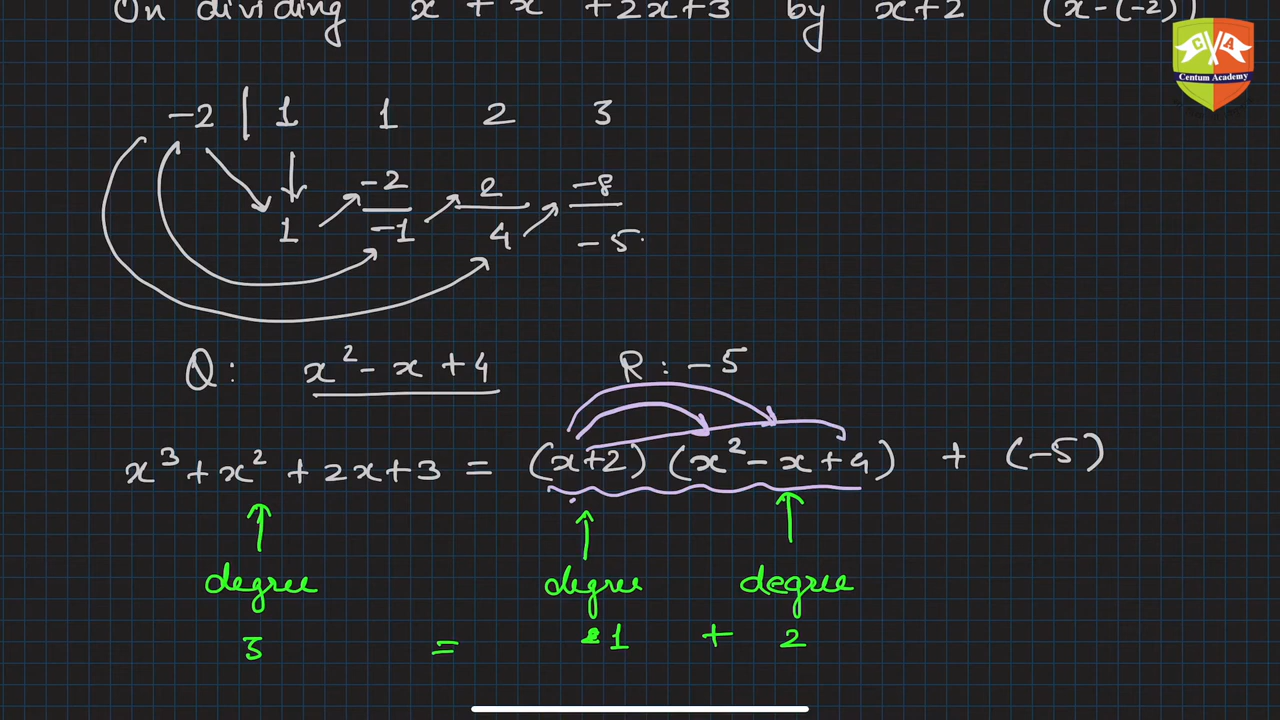 On dividing x + x + 2x+3 by x+2 (x-(-2))
CA
Centum Academy
-2 | 1 1 2 3
-2 2 -8
1 -1 4 -5
Q: x² - x + 4 R: -5
x³ + x² + 2x+3 = (x+2) (x² - x + 4) + (-5)
degree degree degree
3 = 1 + 2